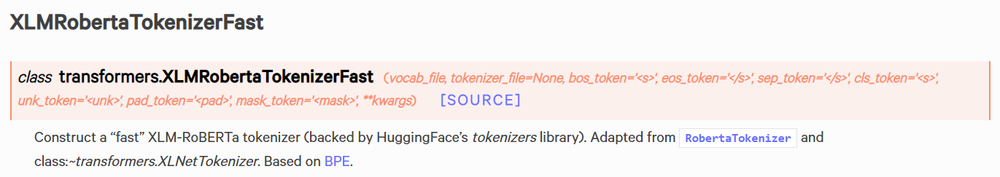 XLMRobertaTokenizerFast
class transformers.XLMRobertaTokenizerFast (vocab_file, tokenizer_file=None, bos_token='<s>', eos_token='</s>', sep_token='</s>', cls_token='<s>',
unk_token='<unk>', pad_token='<pad>', mask_token='<mask>', **kwargs) [SOURCE]
Construct a “fast” XLM-RoBERTa tokenizer (backed by HuggingFace’s tokenizers library). Adapted from RobertaTokenizer and
class:~transformers.XLNetTokenizer. Based on BPE.